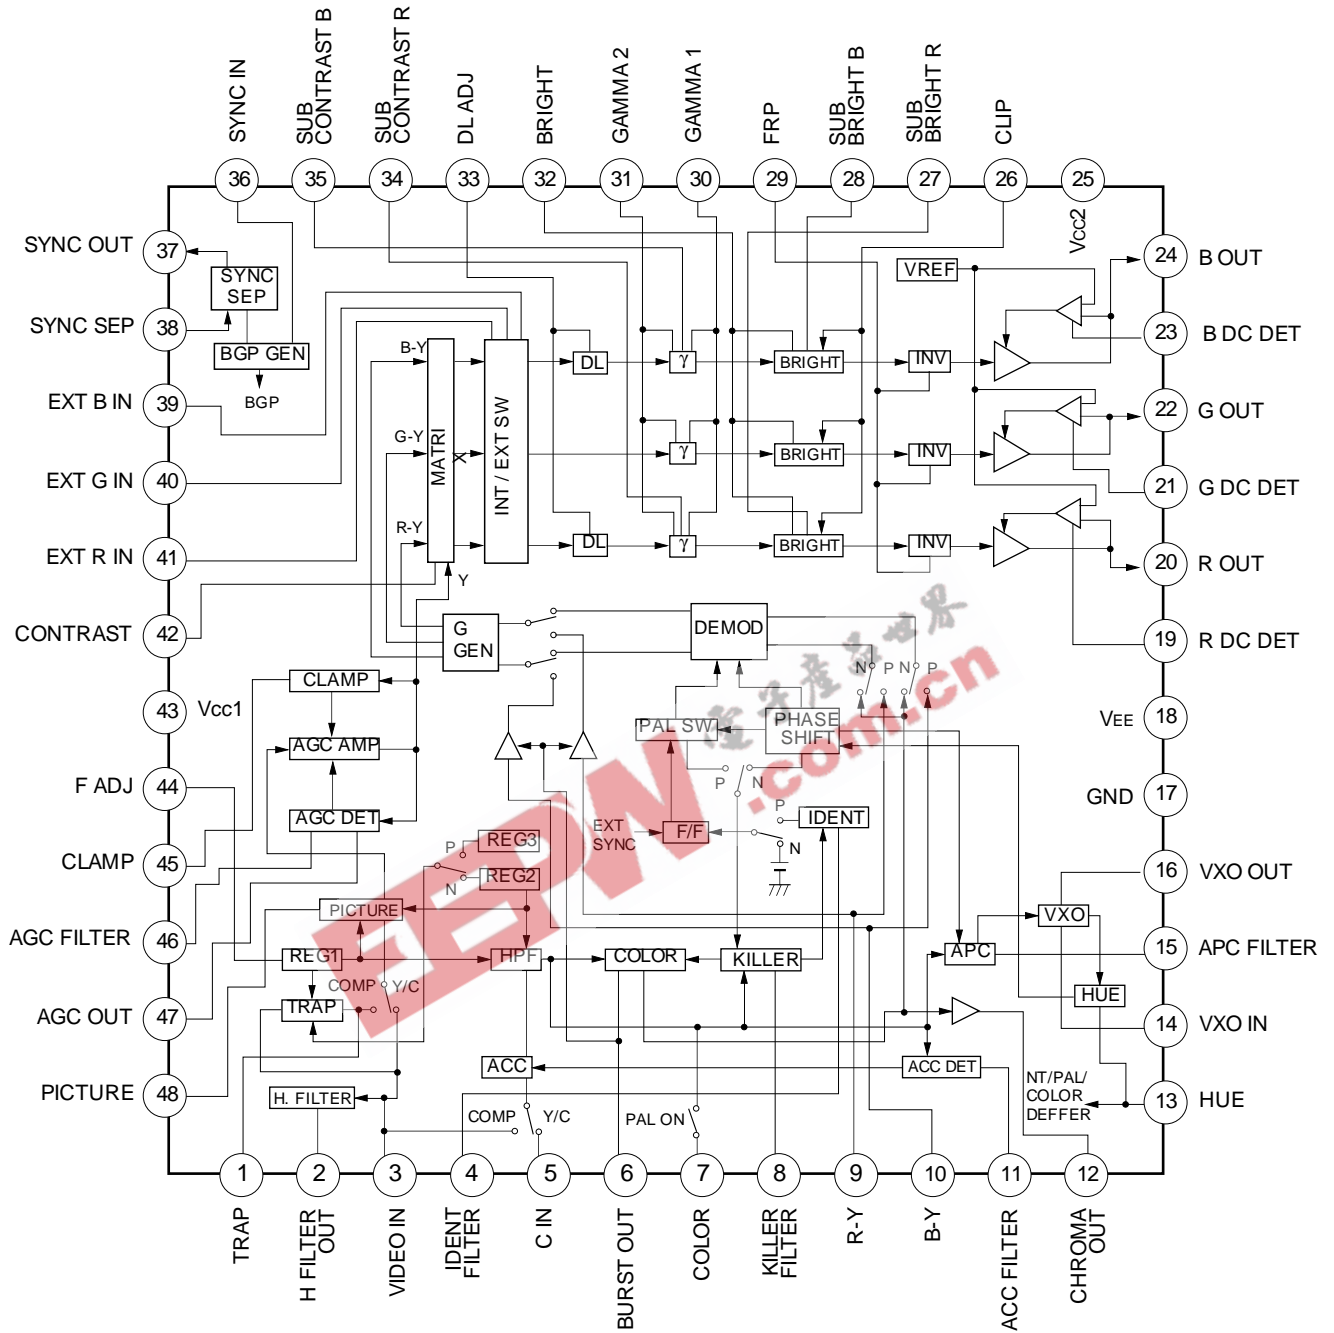 SYNC IN
SUB
CONTRAST B
SUB
CONTRAST R
DL ADJ
BRIGHT
GAMMA 2
GAMMA 1
FRP
SUB
BRIGHT B
SUB
BRIGHT R
CLIP
36
35
34
33
32
31
30
29
28
27
26
25
Vcc2
SYNC OUT
37
SYNC
SEP
SYNC SEP
38
BGP GEN
BGP
EXT B IN
39
EXT G IN
40
EXT R IN
41
CONTRAST
42
43
Vcc1
F ADJ
44
CLAMP
45
AGC FILTER
46
AGC OUT
47
PICTURE
48
VREF
24
B OUT
23
B DC DET
22
G OUT
21
G DC DET
20
R OUT
19
R DC DET
VEE
18
GND
17
16
VXO OUT
15
APC FILTER
14
VXO IN
13
HUE
B-Y
G-Y
R-Y
MATRI
X
INT / EXT SW
Y
DL
γ
BRIGHT
INV
γ
BRIGHT
INV
DL
γ
BRIGHT
INV
G
GEN
DEMOD
N
P
N
P
CLAMP
AGC AMP
AGC DET
PAL SW
PHASE
SHIFT
P
N
EXT
SYNC
F/F
P
N
IDENT
P
N
REG3
REG2
PICTURE
REG1
HPF
COLOR
KILLER
APC
VXO
HUE
COMP
Y/C
TRAP
ACC
ACC DET
H. FILTER
COMP
Y/C
PAL ON
NT/PAL/
COLOR
DEFFER
EEPW
.com.cn
電子產品世界
1
2
3
4
5
6
7
8
9
10
11
12
TRAP
H FILTER
OUT
VIDEO IN
IDENT
FILTER
C IN
BURST OUT
COLOR
KILLER
FILTER
R-Y
B-Y
ACC FILTER
CHROMA
OUT